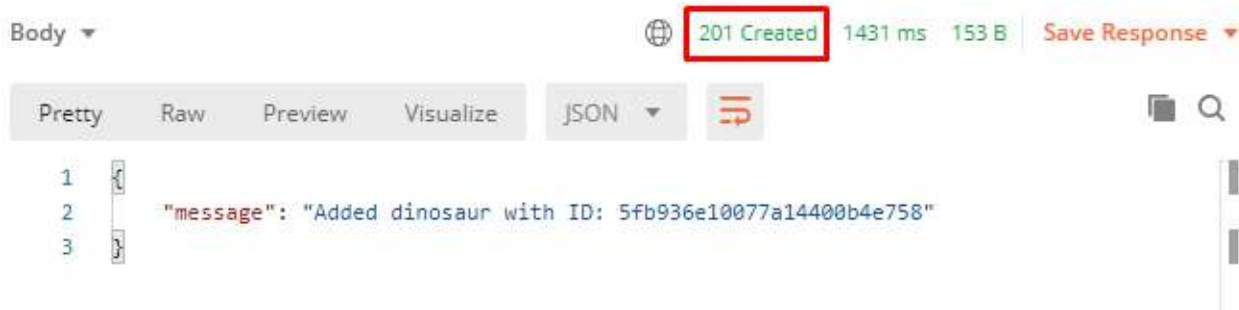 Body 201 Created 1431 ms 153 B Save Response
Pretty Raw Preview Visualize JSON
1 {
2 "message": "Added dinosaur with ID: 5fb936e10077a14400b4e758"
3 }